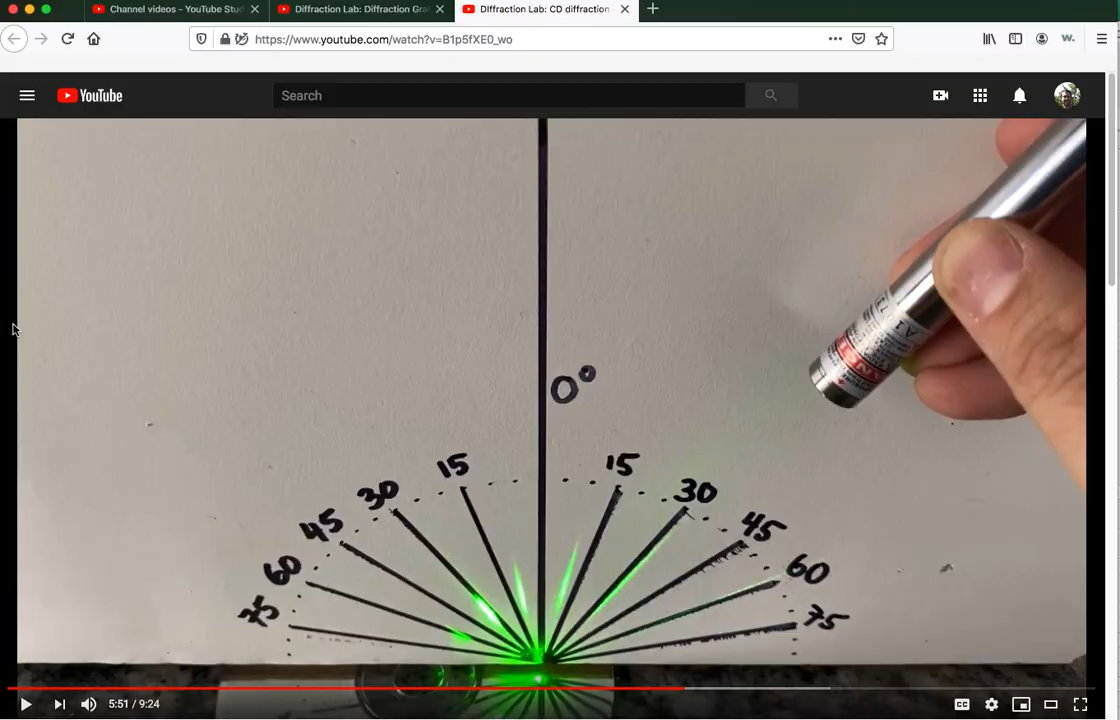 Channel videos - YouTube Stu
Diffraction Lab: Diffraction Gra
Diffraction Lab: CD diffraction
https://www.youtube.com/watch?v=B1p5fXE0_wo
W.
YouTube
Search
0°
15
15
30
30
45
45
60
60
75
75
5:51 / 9:24
CC